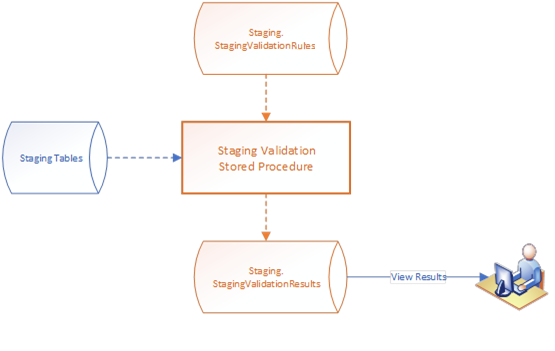 Staging.
StagingValidationRules
Staging Tables
Staging Validation
Stored Procedure
Staging.
StagingValidationResults
View Results